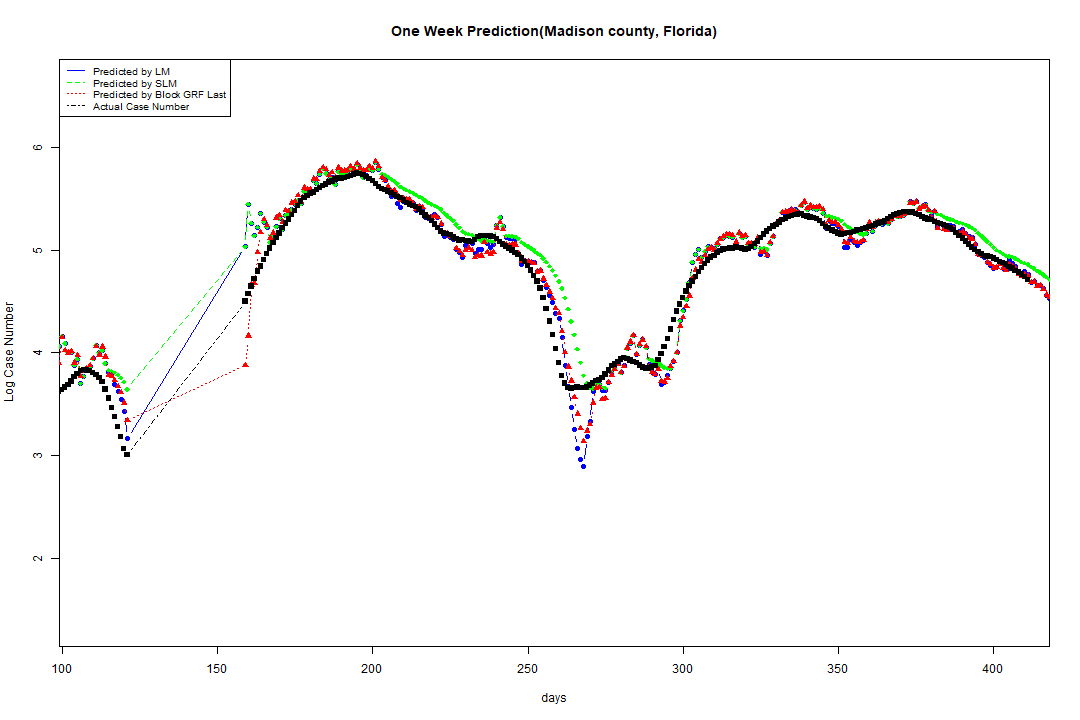 One Week Prediction(Madison county, Florida)
Predicted by LM
Predicted by SLM
Predicted by Block GRF Last
Actual Case Number
6
5
4
3
2
Log Case Number
100 150 200 250 300 350 400
days